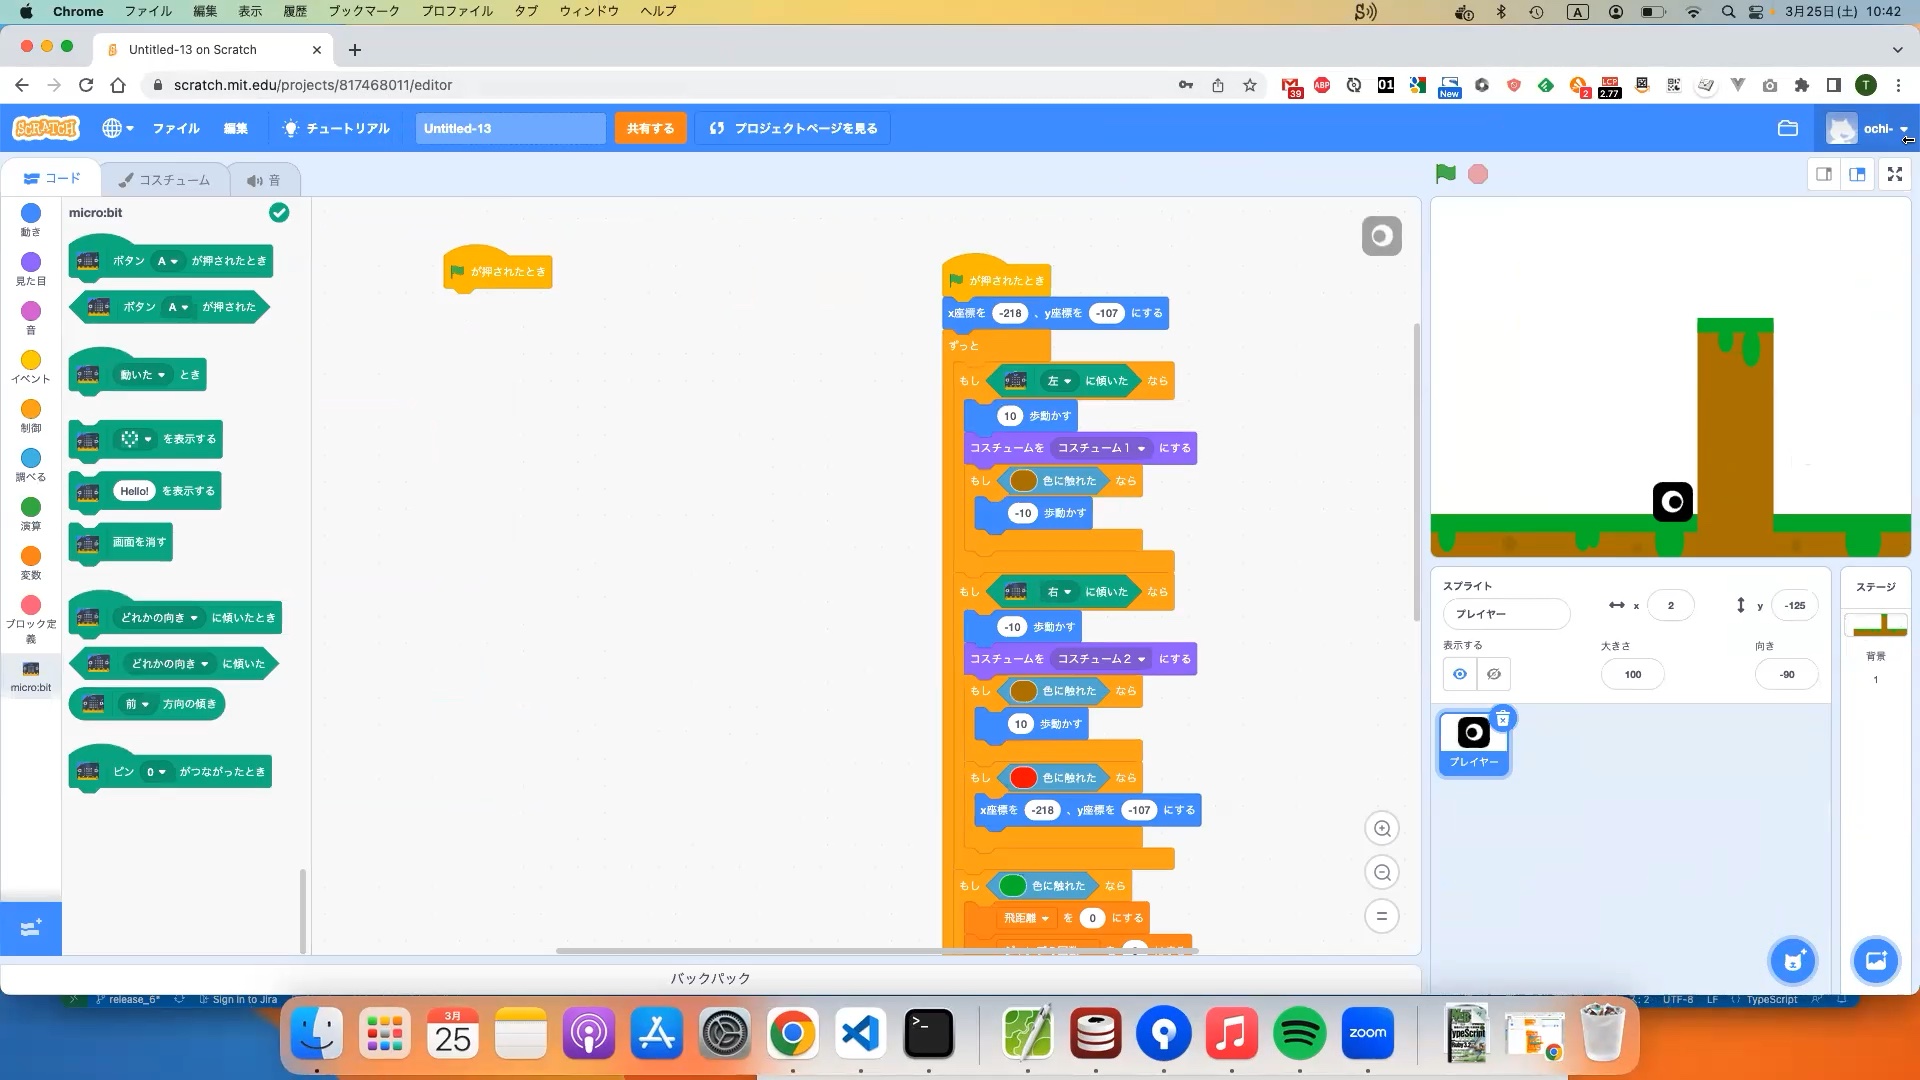 Chrome ファイル 編集 表示 履歴 ブックマーク プロファイル タブ ウィンドウ ヘルプ A 3月25日(土) 10:42
Untitled-13 on Scratch
scratch.mit.edu/projects/817468011/editor 39 ABP 01 New 2 LCP 2.77 T
SCRATCH ファイル 編集 チュートリアル Untitled-13 共有する プロジェクトページを見る ochi-
コード コスチューム 音
動き
見た目
音
イベント
制御
調べる
演算
変数
ブロック定
義
micro:bit
micro:bit
ボタン A が押されたとき
ボタン A が押された
動いた とき
を表示する
Hello! を表示する
画面を消す
どれかの向き に傾いたとき
どれかの向き に傾いた
前 方向の傾き
ピン 0 がつながったとき
が押されたとき
が押されたとき
x座標を -218 、y座標を -107 にする
ずっと
もし 左 に傾いた なら
10 歩動かす
コスチュームを コスチューム1 にする
もし 色に触れた なら
-10 歩動かす
もし 右 に傾いた なら
-10 歩動かす
コスチュームを コスチューム2 にする
もし 色に触れた なら
10 歩動かす
もし 色に触れた なら
x座標を -218 、y座標を -107 にする
もし 色に触れた なら
飛距離 を 0 にする
スプライト
プレイヤー x 2 y -125
表示する 大きさ 向き
100 -90
プレイヤー
ステージ
背景
1
バックパック
release_6* Sign in to Jira UTF-8 LF TypeScript
3月
25
zoom